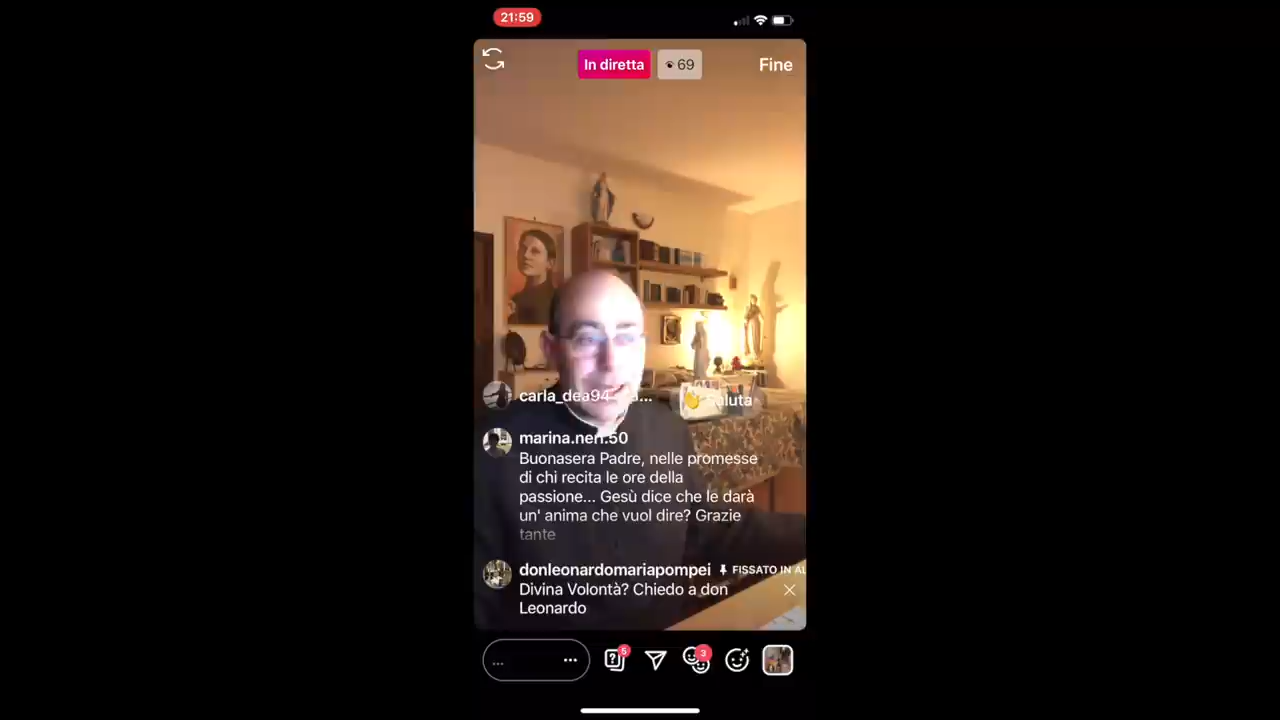 21:59
In diretta
69
Fine
carla_dea94
Saluta
marina.neri.50
Buonasera Padre, nelle promesse
di chi recita le ore della
passione... Gesù dice che le darà
un' anima che vuol dire? Grazie
tante
donleonardomariapompei FISSATO IN AL
Divina Volontà? Chiedo a don
Leonardo
...
5
3